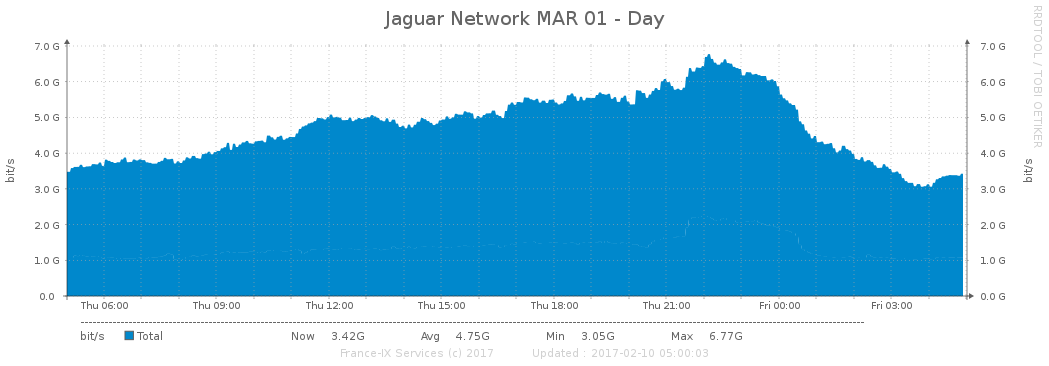 Jaguar Network MAR 01 - Day
RRDTOOL / TOBI OETIKER
7.0 G 7.0 G
6.0 G 6.0 G
5.0 G 5.0 G
4.0 G 4.0 G
3.0 G 3.0 G
2.0 G 2.0 G
1.0 G 1.0 G
0.0 0.0 G
bit/s
bit/s
Thu 06:00 Thu 09:00 Thu 12:00 Thu 15:00 Thu 18:00 Thu 21:00 Fri 00:00 Fri 03:00
bit/s Total Now 3.42G Avg 4.75G Min 3.05G Max 6.77G
France-IX Services (c) 2017 Updated : 2017-02-10 05:00:03